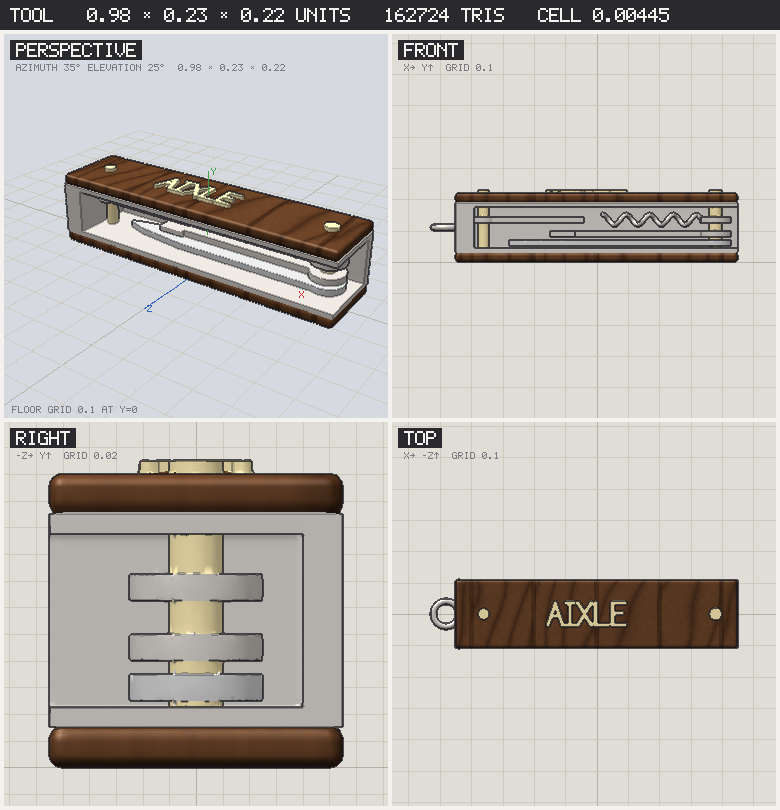 TOOL 0.98 × 0.23 × 0.22 UNITS 162724 TRIS CELL 0.00445
PERSPECTIVE
AZIMUTH 35° ELEVATION 25° 0.98 × 0.23 × 0.22
Y
AIXLE
X
Z
FLOOR GRID 0.1 AT Y=0
FRONT
X→ Y↑ GRID 0.1
RIGHT
-Z→ Y↑ GRID 0.02
TOP
X→ -Z↑ GRID 0.1
AIXLE